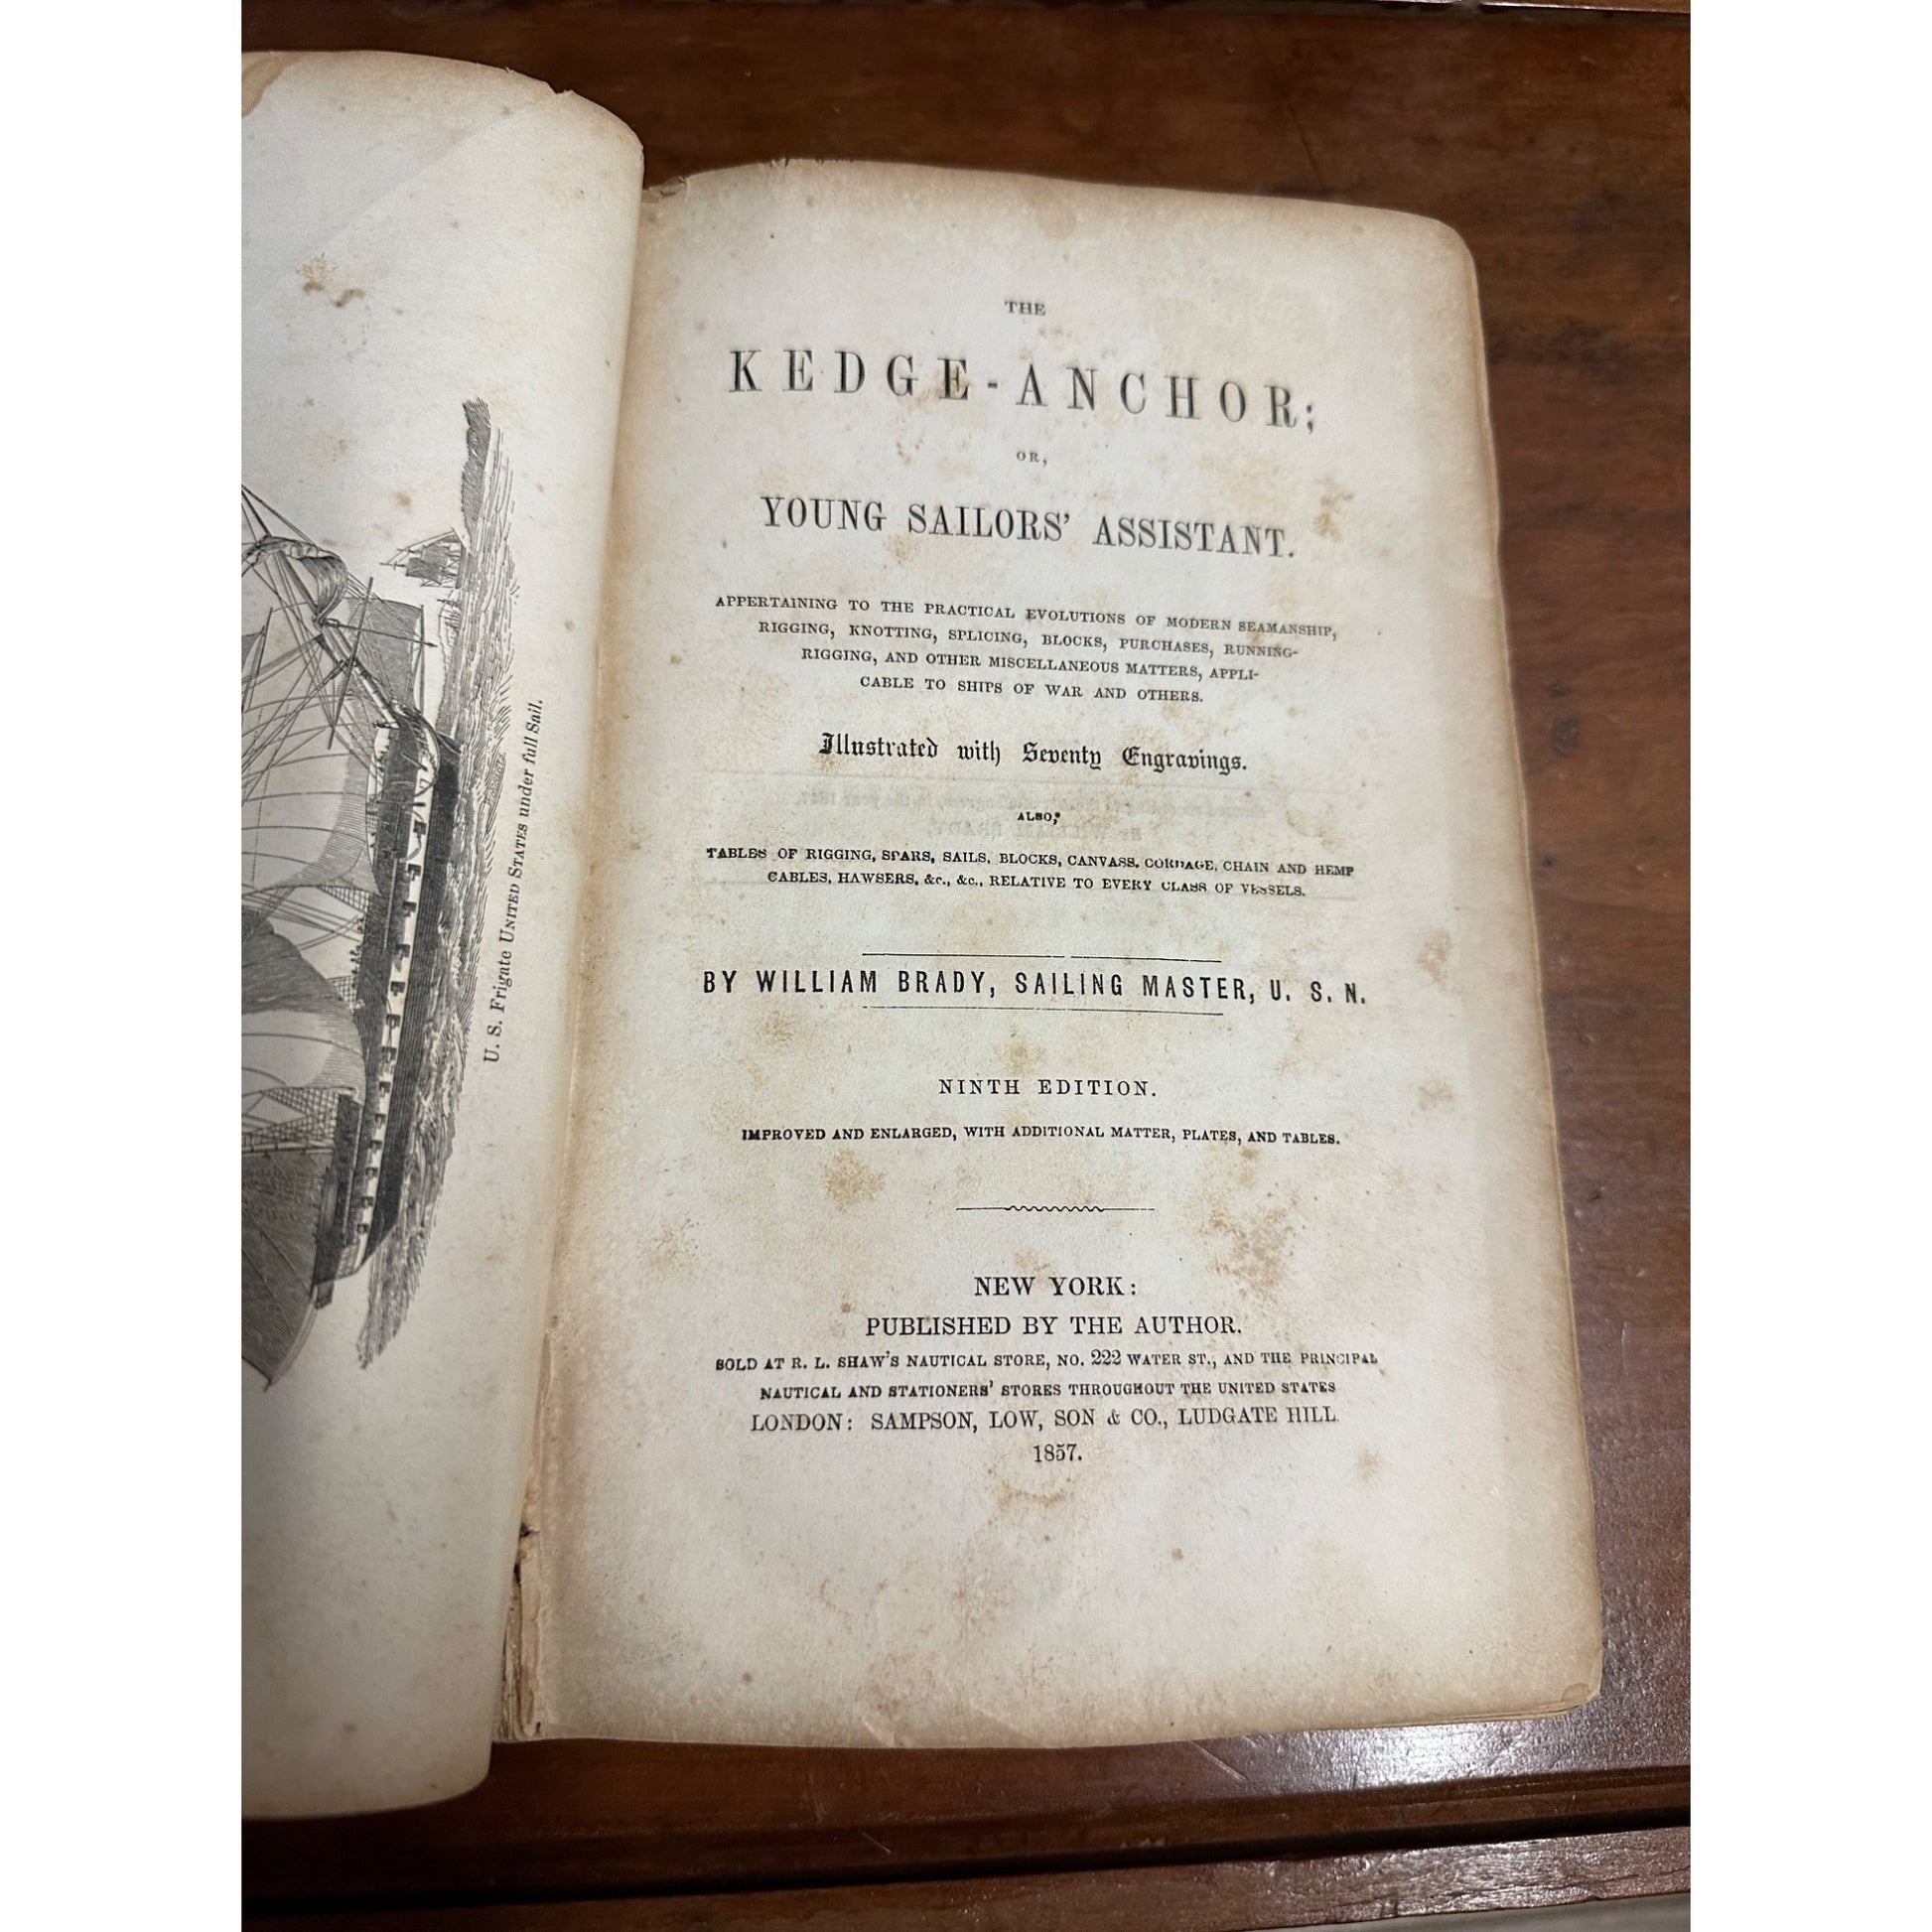 U. S. Frigate UNITED STATES under full Sail.
THE
KEDGE-ANCHOR;
OR,
YOUNG SAILORS' ASSISTANT.
APPERTAINING TO THE PRACTICAL EVOLUTIONS OF MODERN SEAMANSHIP,
RIGGING, KNOTTING, SPLICING, BLOCKS, PURCHASES, RUNNING-
RIGGING, AND OTHER MISCELLANEOUS MATTERS, APPLI-
CABLE TO SHIPS OF WAR AND OTHERS.
Illustrated with Seventy Engravings.
ALSO,
TABLES OF RIGGING, SPARS, SAILS, BLOCKS, CANVASS, CORDAGE, CHAIN AND HEMP
CABLES, HAWSERS, &c., &c., RELATIVE TO EVERY CLASS OF VESSELS.
BY WILLIAM BRADY, SAILING MASTER, U. S. N.
NINTH EDITION.
IMPROVED AND ENLARGED, WITH ADDITIONAL MATTER, PLATES, AND TABLES.
NEW YORK:
PUBLISHED BY THE AUTHOR.
SOLD AT R. L. SHAW'S NAUTICAL STORE, NO. 222 WATER ST., AND THE PRINCIPAL
NAUTICAL AND STATIONERS' STORES THROUGHOUT THE UNITED STATES
LONDON: SAMPSON, LOW, SON & CO., LUDGATE HILL
1857.